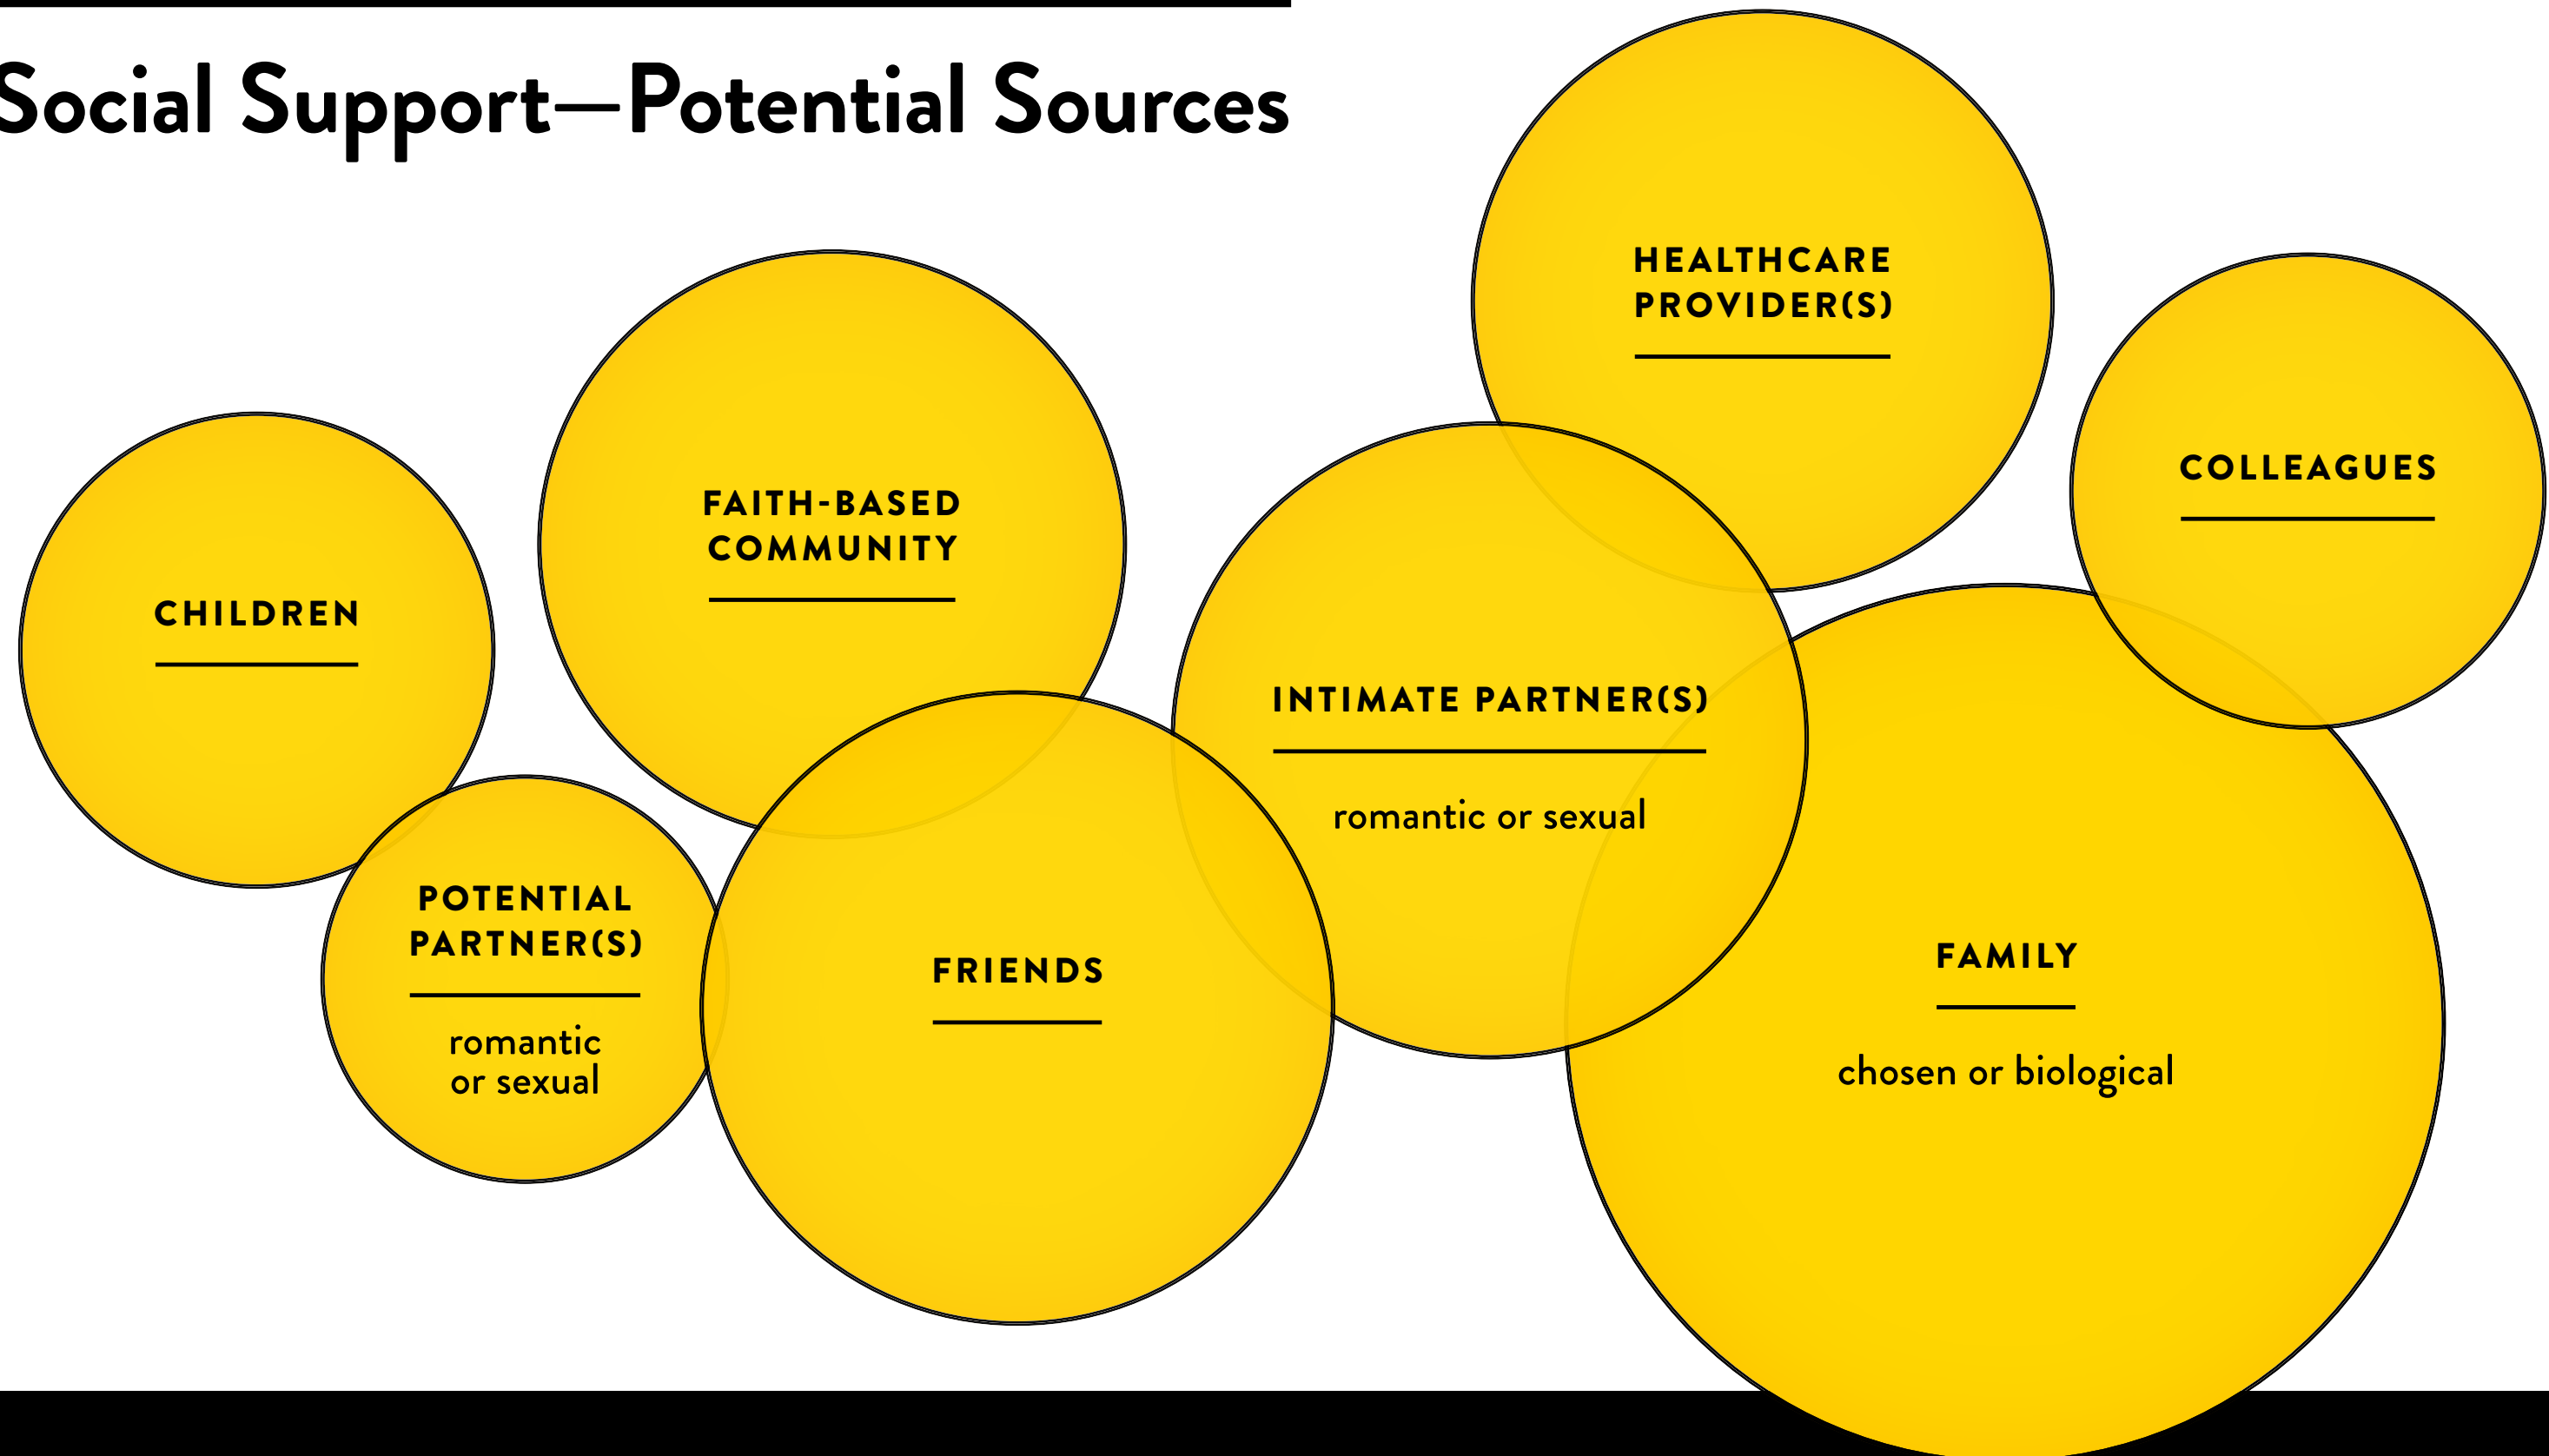 Social Support—Potential Sources
HEALTHCARE
PROVIDER(S)
COLLEAGUES
FAITH-BASED
COMMUNITY
CHILDREN
INTIMATE PARTNER(S)
romantic or sexual
POTENTIAL
PARTNER(S)
romantic
or sexual
FRIENDS
FAMILY
chosen or biological